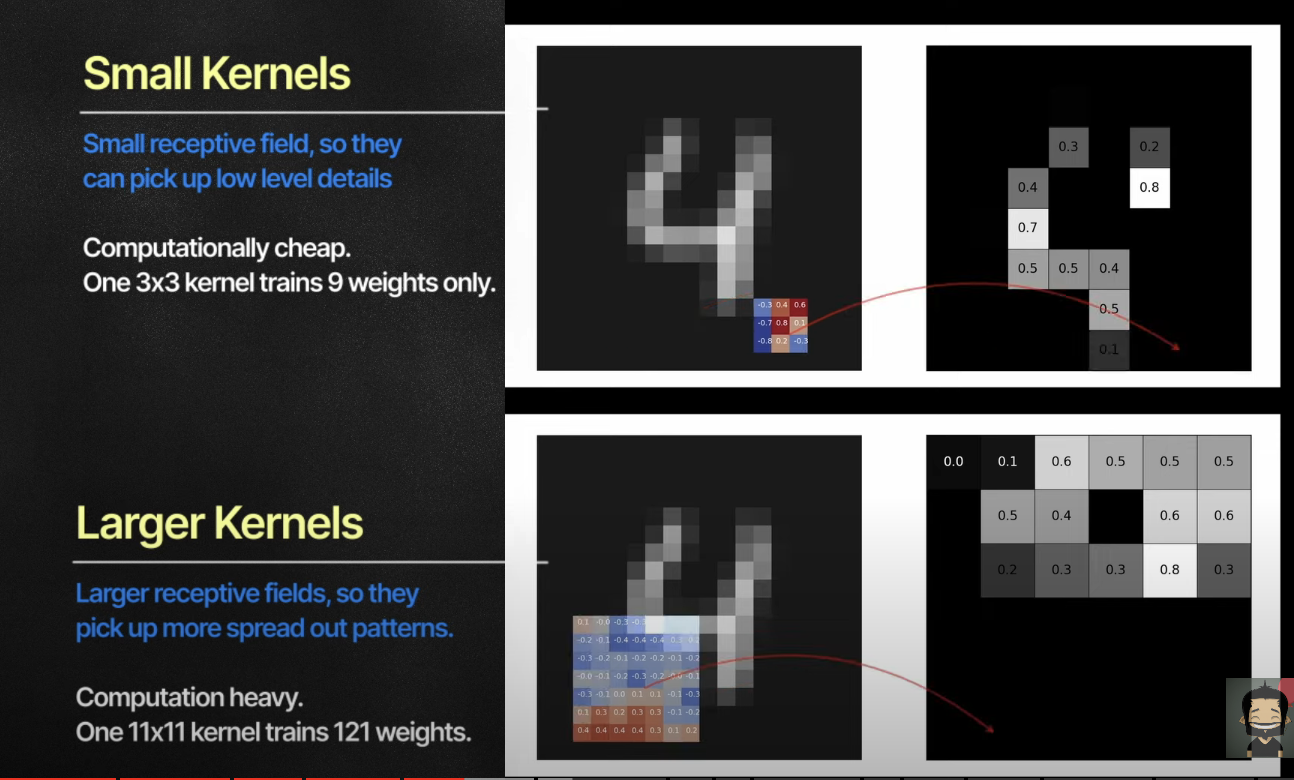 Small Kernels
Small receptive field, so they
can pick up low level details
Computationally cheap.
One 3x3 kernel trains 9 weights only.
-0.3 0.4 0.6
-0.7 0.8 0.1
-0.8 0.2 -0.3
0.3 0.2
0.4 0.8
0.7
0.5 0.5 0.4
0.5
0.1
Larger Kernels
Larger receptive fields, so they
pick up more spread out patterns.
Computation heavy.
One 11x11 kernel trains 121 weights.
0.1 -0.0 -0.3
-0.2 -0.1 -0.4 -0.4 -0.4
-0.3 -0.2 -0.1 -0.2 -0.2 -0.1 -0.2
-0.0 -0.1 -0.2 -0.3 -0.2 -0.0 -0.1
-0.3 -0.1 0.0 0.1 0.1 -0.1 -0.3
0.1 0.3 0.2 0.3 0.3 -0.1 -0.2
0.4 0.4 0.4 0.4 0.3 0.1 0.2
0.0 0.1 0.6 0.5 0.5 0.5
0.5 0.4 0.6 0.6
0.2 0.3 0.3 0.8 0.3